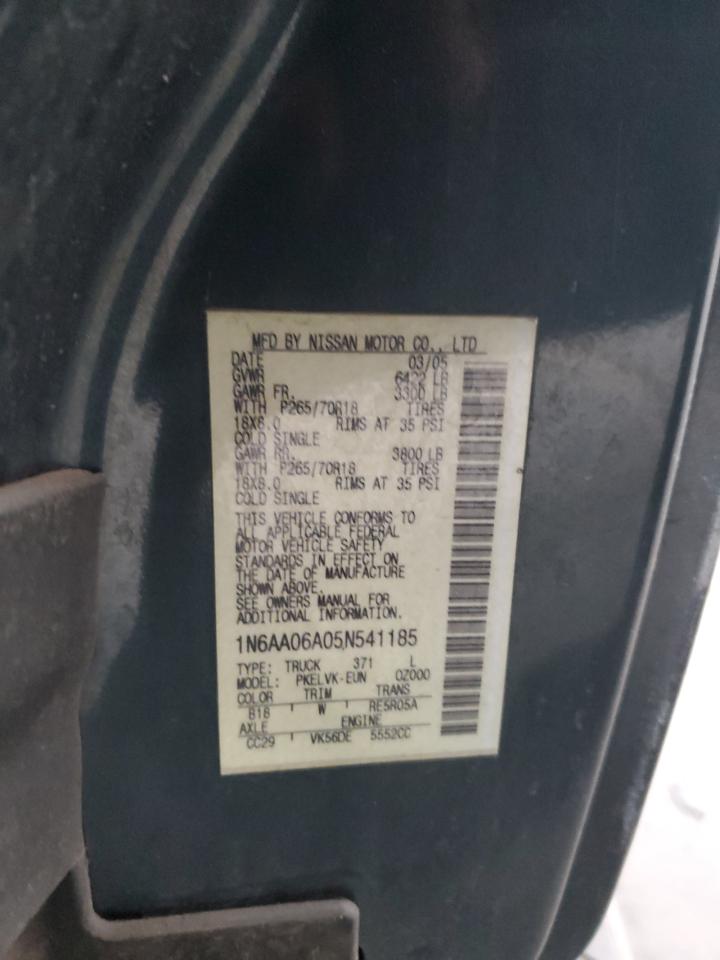 MFD BY NISSAN MOTOR CO., LTD
DATE 03/05
GVWR 6422 LB
GAWR FR. 3300 LB
WITH P265/70R18 TIRES
18X8.0 RIMS AT 35 PSI
COLD SINGLE
GAWR RR. 3800 LB
WITH P265/70R18 TIRES
18X8.0 RIMS AT 35 PSI
COLD SINGLE
THIS VEHICLE CONFORMS TO
ALL APPLICABLE FEDERAL
MOTOR VEHICLE SAFETY
STANDARDS IN EFFECT ON
THE DATE OF MANUFACTURE
SHOWN ABOVE.
SEE OWNERS MANUAL FOR
ADDITIONAL INFORMATION.
1N6AA06A05N541185
TYPE: TRUCK 371 L
MODEL: PKELVK-EUN 0Z000
COLOR TRIM TRANS
B18 W RE5R05A
AXLE ENGINE
CC29 VK56DE 5552CC